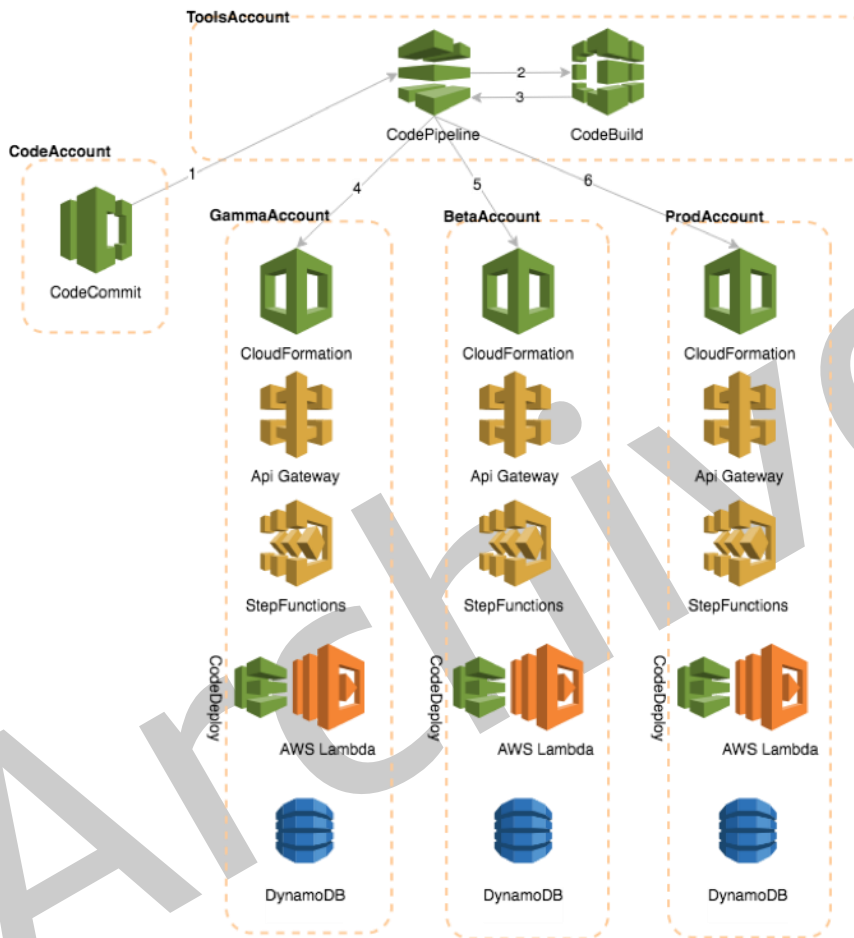 ToolsAccount
2
3
CodePipeline
CodeBuild
CodeAccount
1
4
5
6
GammaAccount
BetaAccount
ProdAccount
CodeCommit
CloudFormation
CloudFormation
CloudFormation
Api Gateway
Api Gateway
Api Gateway
StepFunctions
StepFunctions
StepFunctions
CodeDeploy
CodeDeploy
CodeDeploy
AWS Lambda
AWS Lambda
AWS Lambda
DynamoDB
DynamoDB
DynamoDB
Archive